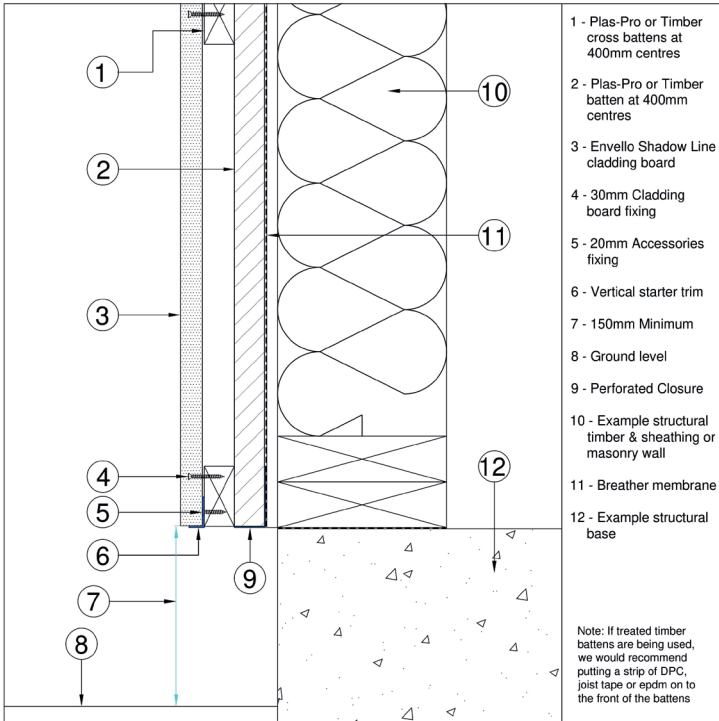 1
2
3
4
5
6
7
8
9
10
11
12
1 - Plas-Pro or Timber
cross battens at
400mm centres
2 - Plas-Pro or Timber
batten at 400mm
centres
3 - Envello Shadow Line
cladding board
4 - 30mm Cladding
board fixing
5 - 20mm Accessories
fixing
6 - Vertical starter trim
7 - 150mm Minimum
8 - Ground level
9 - Perforated Closure
10 - Example structural
timber & sheathing or
masonry wall
11 - Breather membrane
12 - Example structural
base
Note: If treated timber
battens are being used,
we would recommend
putting a strip of DPC,
joist tape or epdm on to
the front of the battens